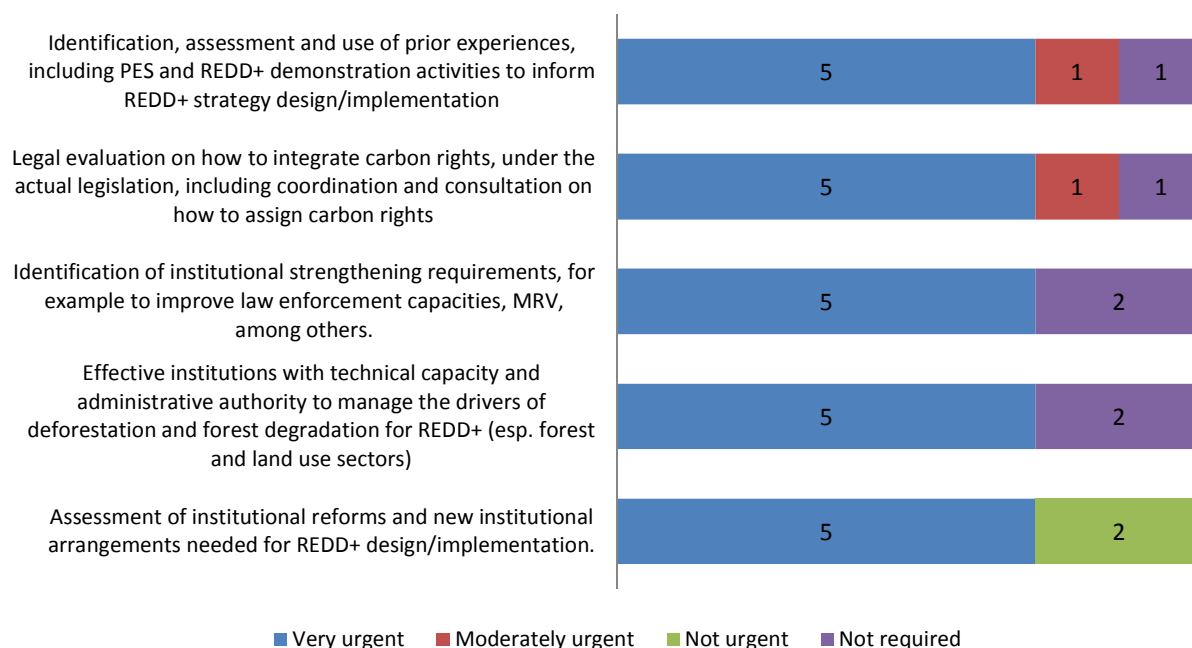 Identification, assessment and use of prior experiences,
including PES and REDD+ demonstration activities to inform
REDD+ strategy design/implementation
5 1 1
Legal evaluation on how to integrate carbon rights, under the
actual legislation, including coordination and consultation on
how to assign carbon rights
5 1 1
Identification of institutional strengthening requirements, for
example to improve law enforcement capacities, MRV,
among others.
5 2
Effective institutions with technical capacity and
administrative authority to manage the drivers of
deforestation and forest degradation for REDD+ (esp. forest
and land use sectors)
5 2
Assessment of institutional reforms and new institutional
arrangements needed for REDD+ design/implementation.
5 2
Very urgent Moderately urgent Not urgent Not required